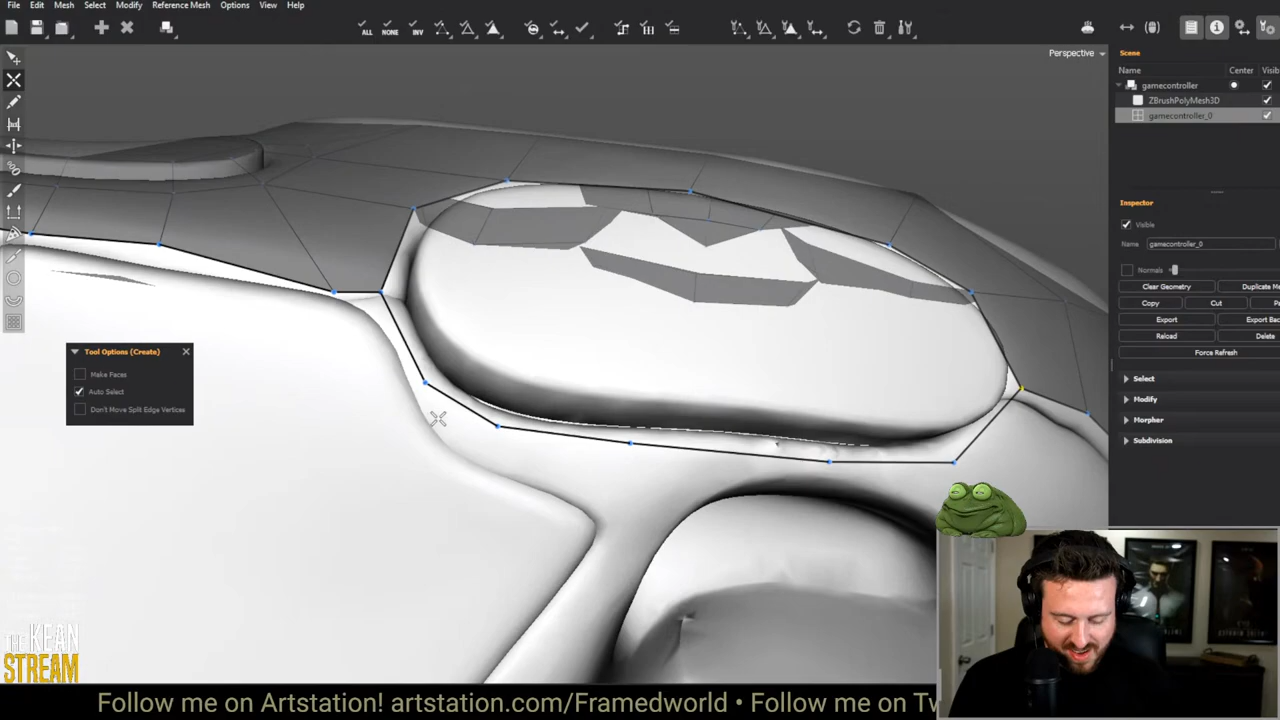 File Edit Mesh Select Modify Reference Mesh Options View Help
ALL NONE INV
Perspective
Scene
Name Center Visib
gamecontroller
ZBrushPolyMesh3D
gamecontroller_0
Inspector
Visible
Name gamecontroller_0
Normals
Clear Geometry Duplicate Me
Copy Cut Pa
Export Export Bac
Reload Delete
Force Refresh
Select
Modify
Morpher
Subdivision
Tool Options (Create)
Make Faces
Auto Select
Don't Move Split Edge Vertices
THE KEAN
STREAM
Follow me on Artstation! artstation.com/Framedworld • Follow me on Tw